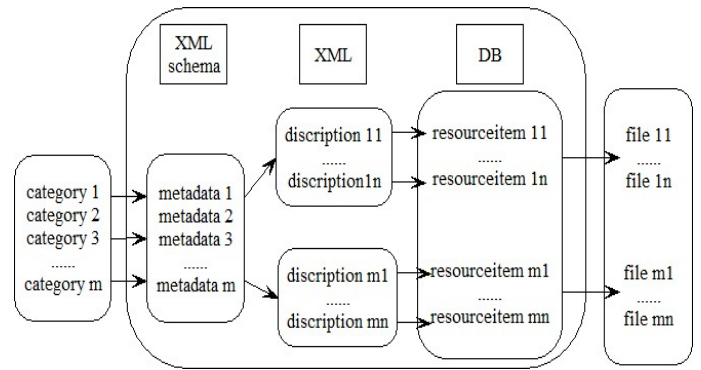 XML
schema
XML
DB
category 1
category 2
category 3
......
category m
metadata 1
metadata 2
metadata 3
......
metadata m
discription 11
......
discription1n
discription m1
......
discription mn
resourceitem 11
......
resourceitem 1n
resourceitem m1
......
resourceitem mn
file 11
......
file 1n
file m1
......
file mn